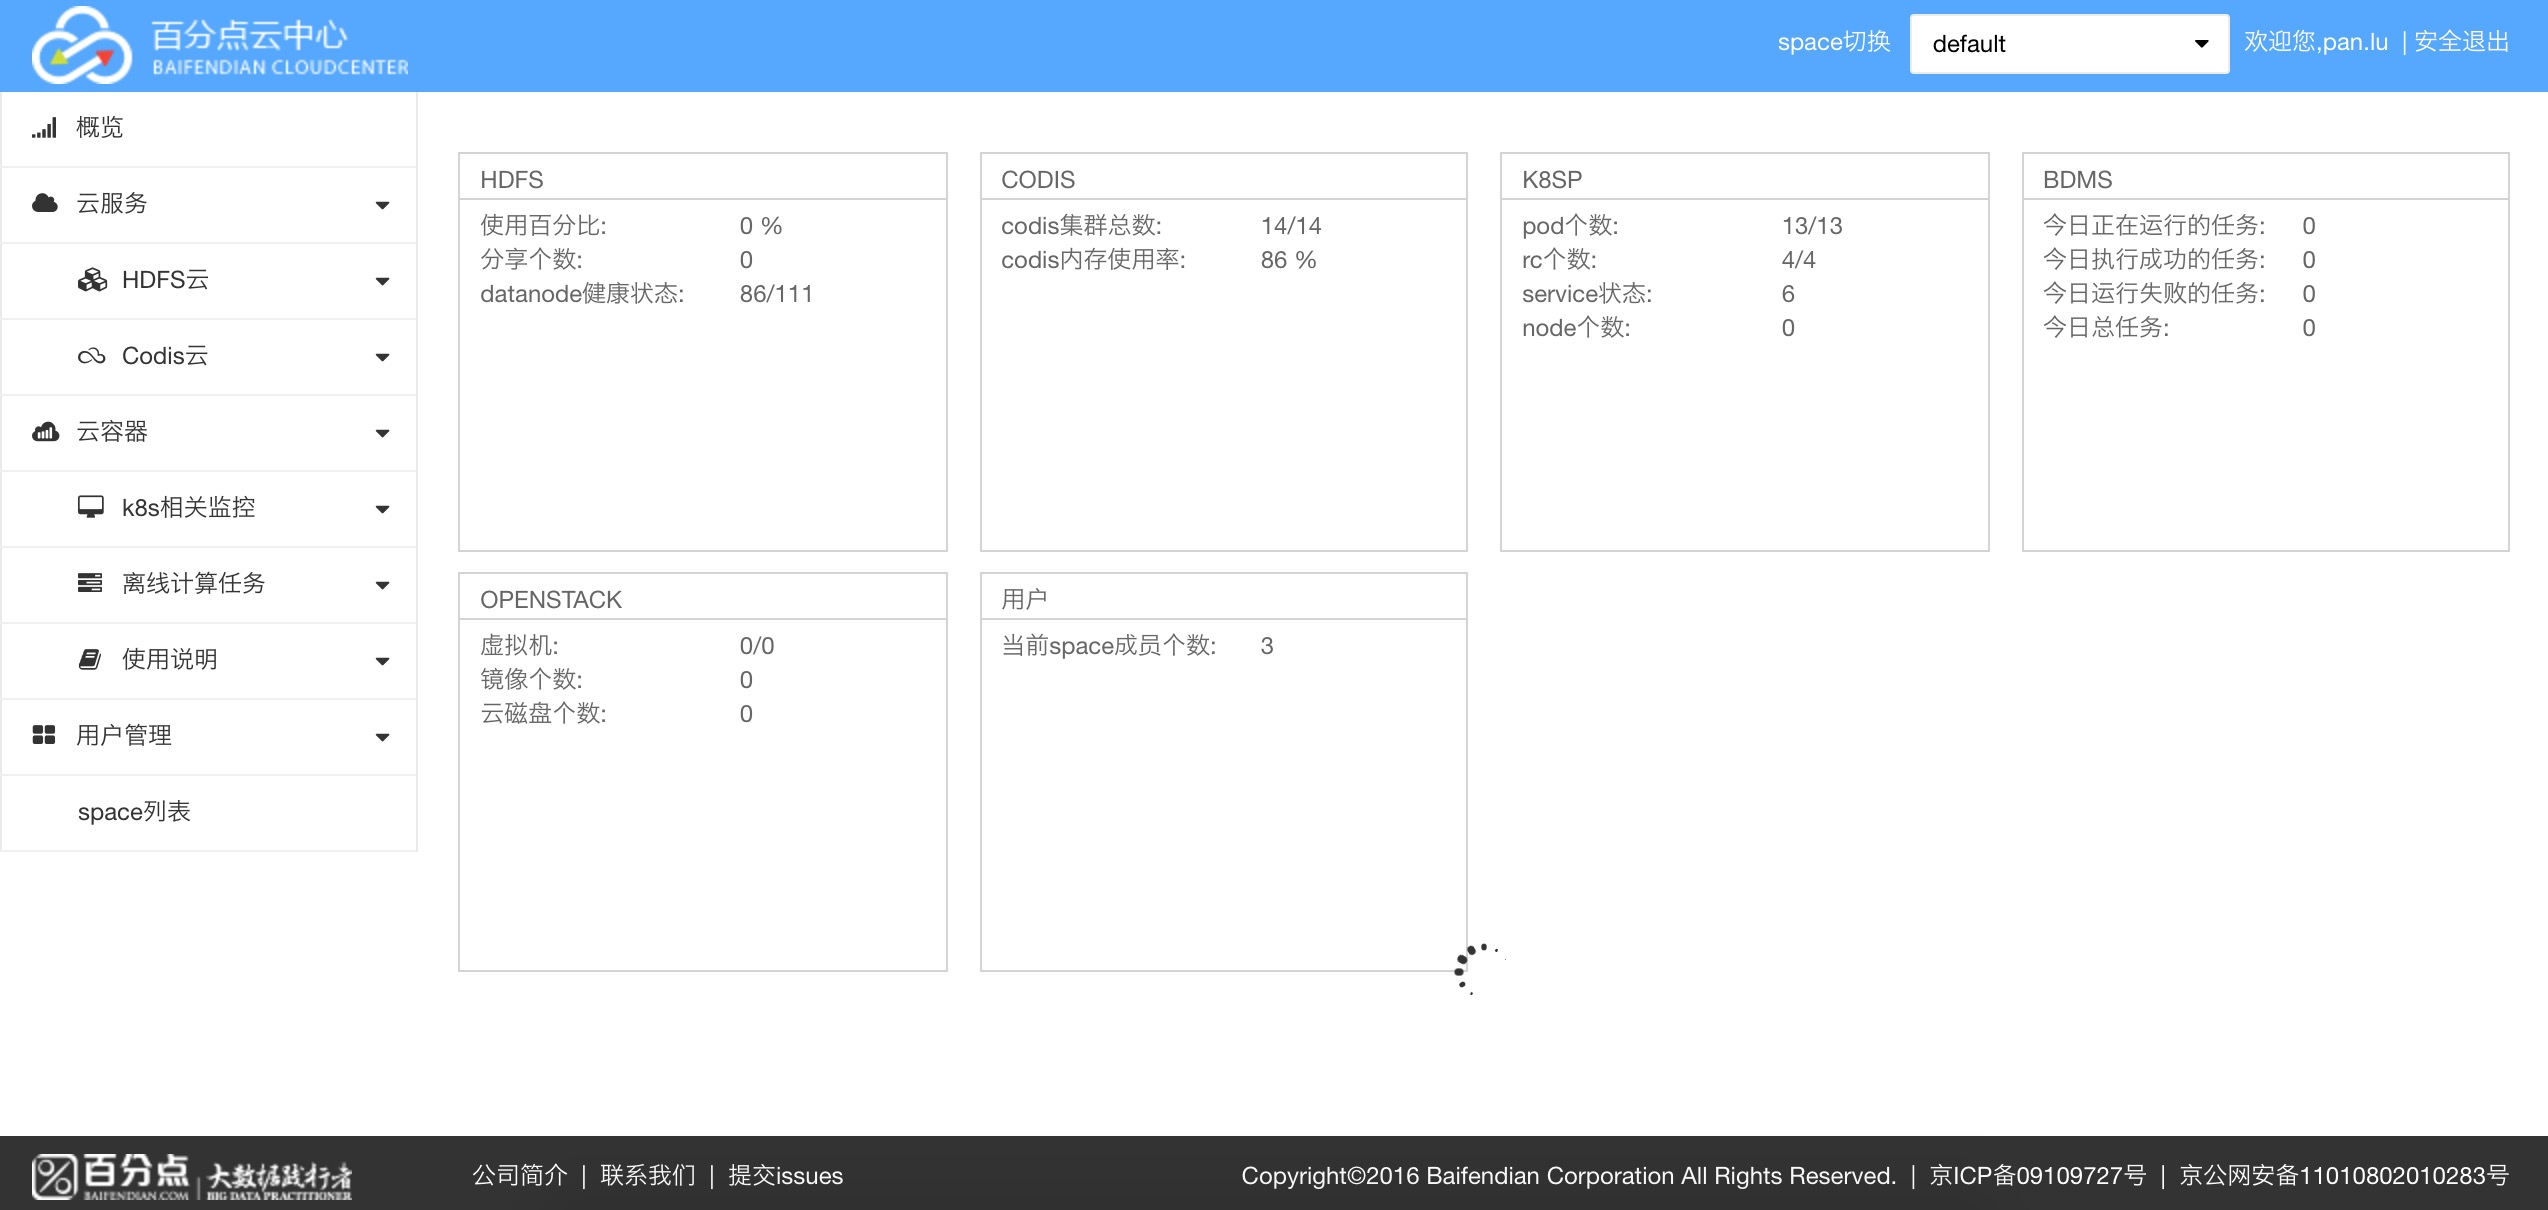 百分点云中心
BAIFENDIAN CLOUDCENTER
space切换 default 欢迎您,pan.lu | 安全退出
概览
云服务
HDFS云
Codis云
云容器
k8s相关监控
离线计算任务
使用说明
用户管理
space列表
HDFS
使用百分比: 0 %
分享个数: 0
datanode健康状态: 86/111
CODIS
codis集群总数: 14/14
codis内存使用率: 86 %
K8SP
pod个数: 13/13
rc个数: 4/4
service状态: 6
node个数: 0
BDMS
今日正在运行的任务: 0
今日执行成功的任务: 0
今日运行失败的任务: 0
今日总任务: 0
OPENSTACK
虚拟机: 0/0
镜像个数: 0
云磁盘个数: 0
用户
当前space成员个数: 3
百分点 | 大数据践行者
BAIFENDIAN.COM BIG DATA PRACTITIONER
公司简介 | 联系我们 | 提交issues
Copyright©2016 Baifendian Corporation All Rights Reserved. | 京ICP备09109727号 | 京公网安备11010802010283号